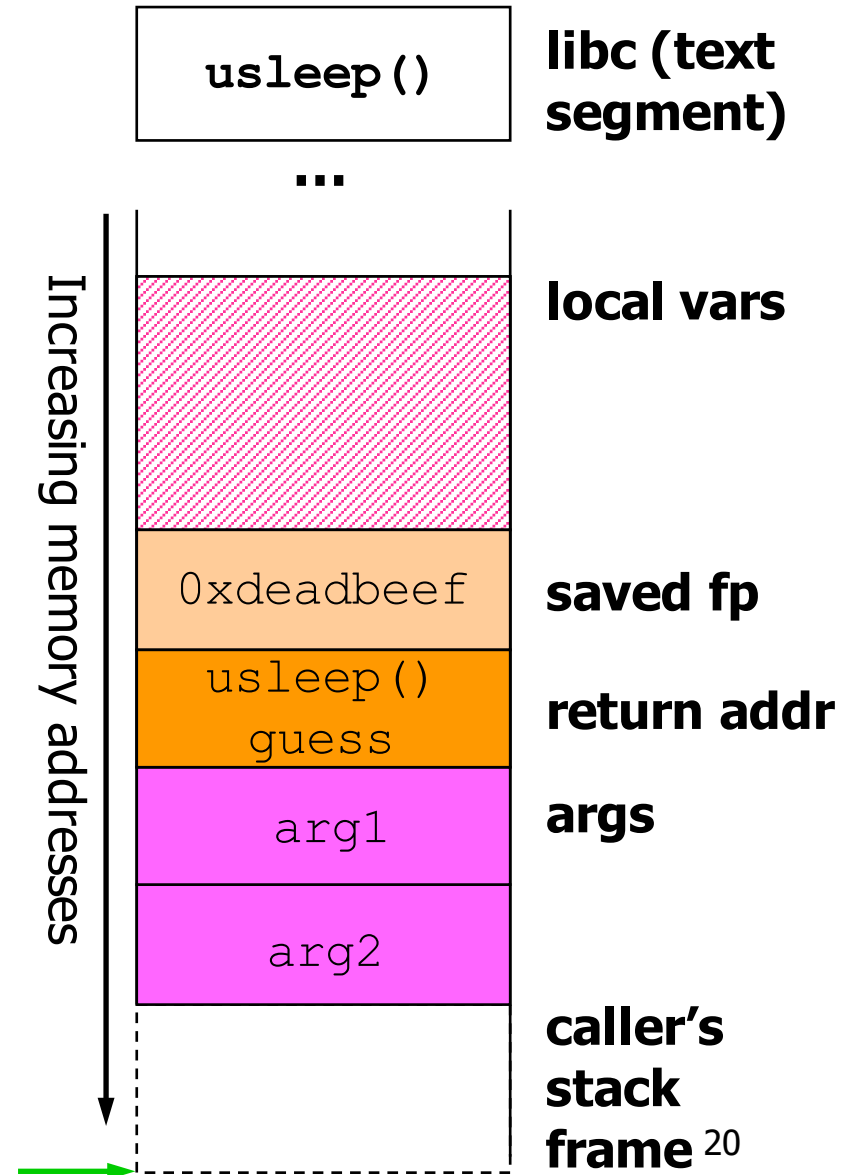 usleep()
libc (text
segment)
...
Increasing memory addresses
local vars
0xdeadbeef
saved fp
usleep()
guess
return addr
arg1
args
arg2
caller’s
stack
frame 20